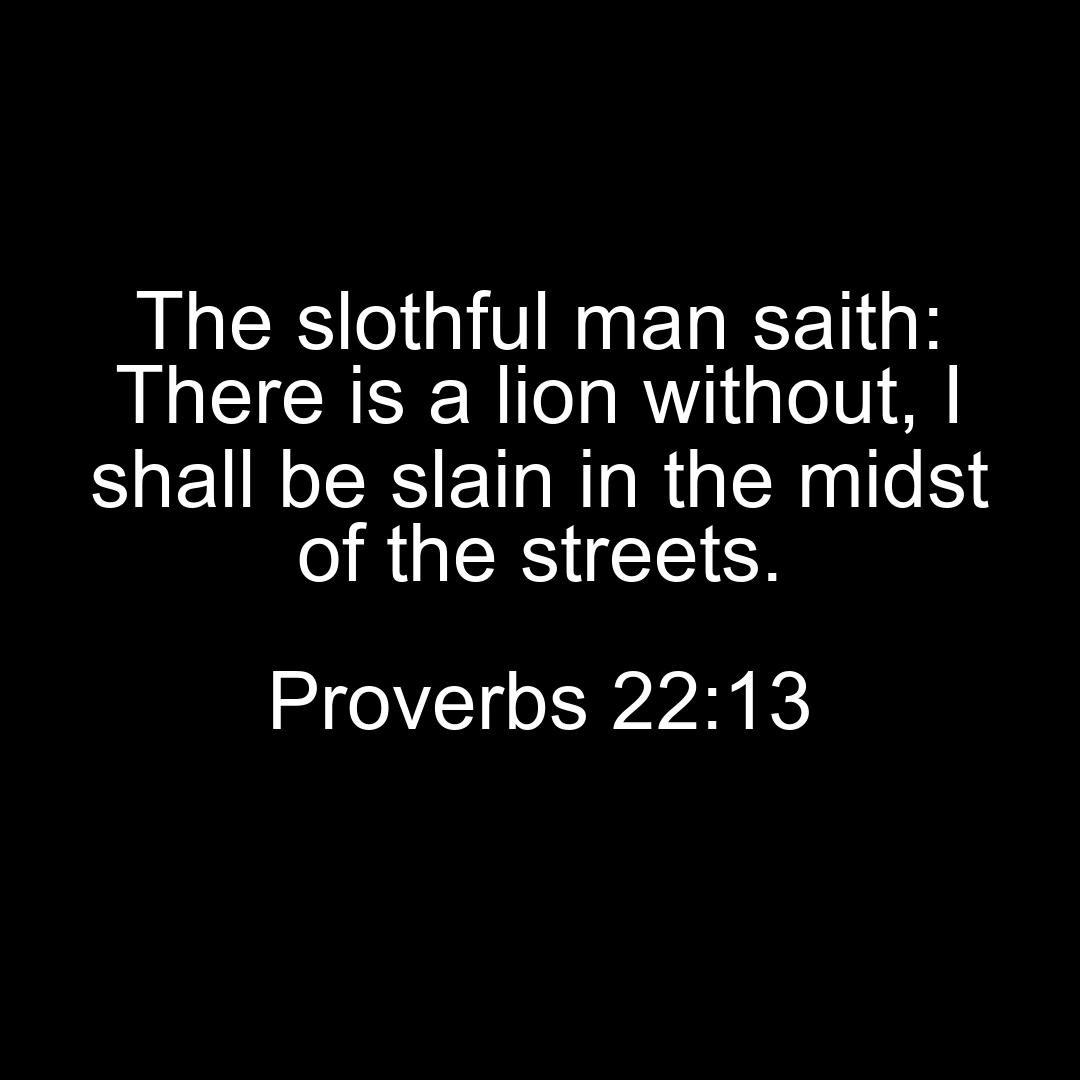 The slothful man saith:
There is a lion without, I
shall be slain in the midst
of the streets.
Proverbs 22:13